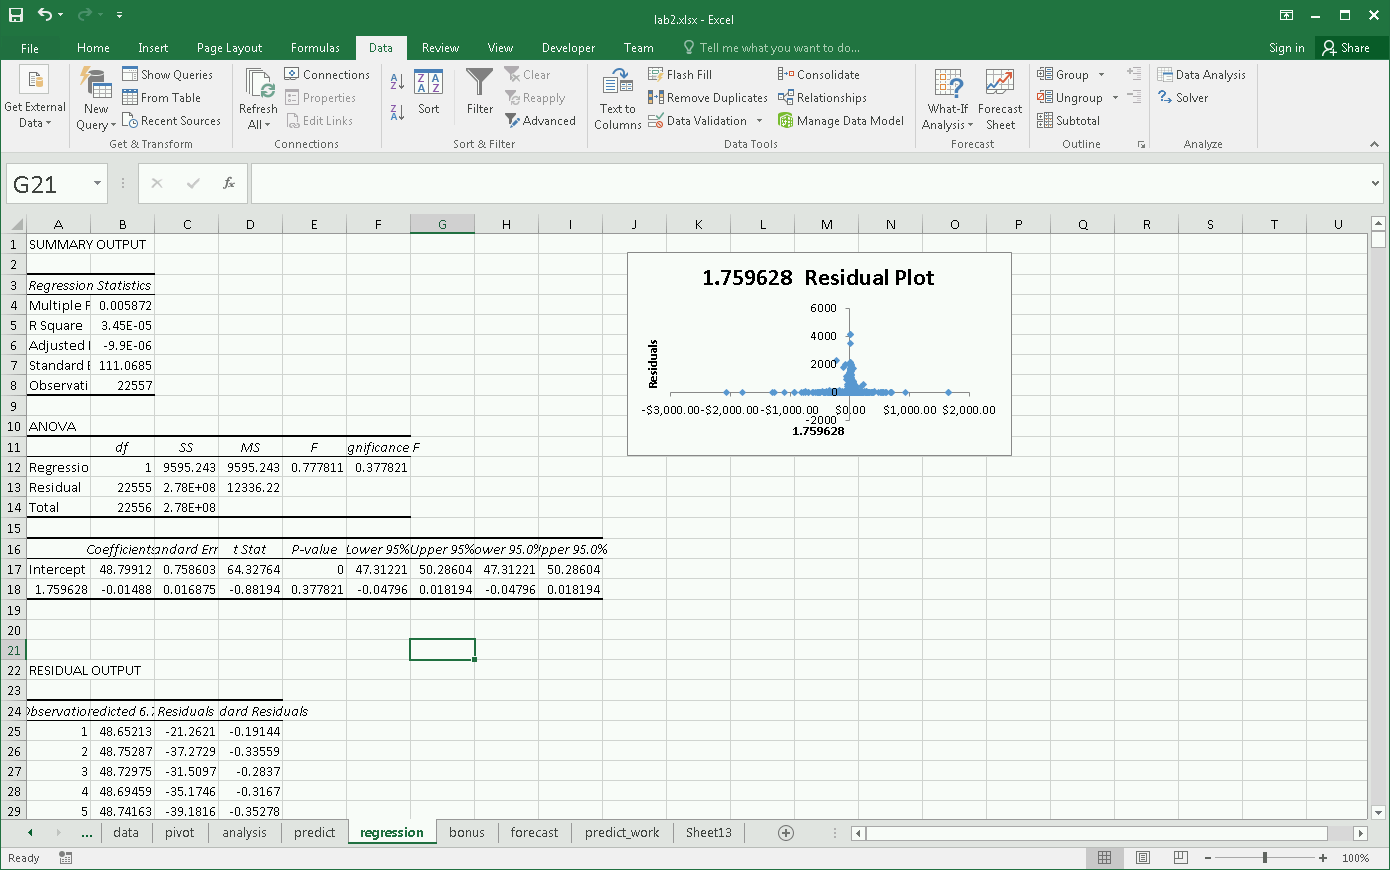 lab2.xlsx - Excel
File Home Insert Page Layout Formulas Data Review View Developer Team Tell me what you want to do... Sign in Share
Get External Data
New Query
Show Queries
From Table
Recent Sources
Get & Transform
Refresh All
Connections
Properties
Edit Links
Connections
Sort
Filter
Clear
Reapply
Advanced
Sort & Filter
Text to Columns
Flash Fill
Remove Duplicates
Data Validation
Consolidate
Relationships
Manage Data Model
Data Tools
What-If Analysis
Forecast Sheet
Forecast
Group
Ungroup
Subtotal
Outline
Data Analysis
Solver
Analyze
G21 fx
A B C D E F G H I J K L M N O P Q R S T U
1 SUMMARY OUTPUT
2
3 Regression Statistics
4 Multiple F 0.005872
5 R Square 3.45E-05
6 Adjusted -9.9E-06
7 Standard E 111.0685
8 Observati 22557
9
10 ANOVA
11 df SS MS F gnificance F
12 Regressio 1 9595.243 9595.243 0.777811 0.377821
13 Residual 22555 2.78E+08 12336.22
14 Total 22556 2.78E+08
15
16 Coefficients andard Err t Stat P-value Lower 95% Upper 95% ower 95.0% pper 95.0%
17 Intercept 48.79912 0.758603 64.32764 0 47.31221 50.28604 47.31221 50.28604
18 1.759628 -0.01488 0.016875 -0.88194 0.377821 -0.04796 0.018194 -0.04796 0.018194
19
20
21
22 RESIDUAL OUTPUT
23
24 Observation redicted 6.7 Residuals dard Residuals
25 1 48.65213 -21.2621 -0.19144
26 2 48.75287 -37.2729 -0.33559
27 3 48.72975 -31.5097 -0.2837
28 4 48.69459 -35.1746 -0.3167
29 5 48.74163 -39.1816 -0.35278
1.759628 Residual Plot
6000
4000
2000
0
-$3,000.00 -$2,000.00 -$1,000.00 $0.00 $1,000.00 $2,000.00
-2000
Residuals
1.759628
... data pivot analysis predict regression bonus forecast predict_work Sheet13
Ready 100%